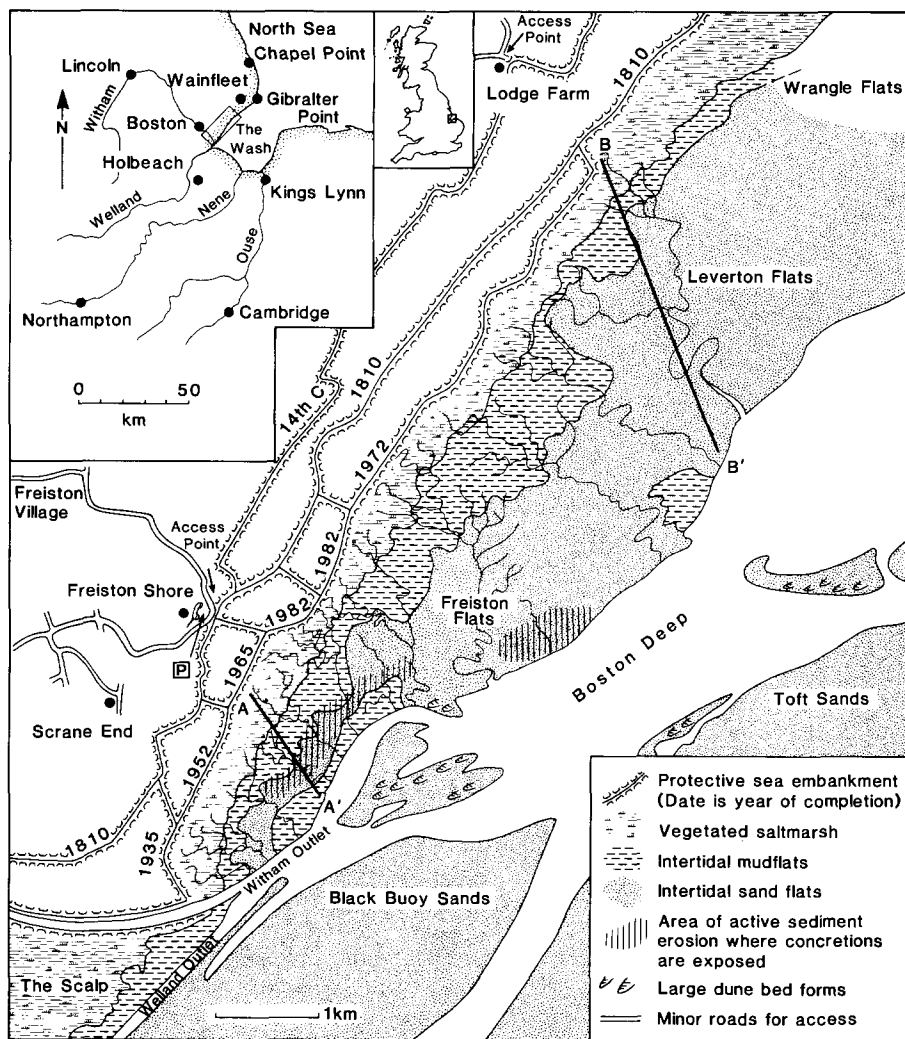 North Sea
Chapel Point
Lincoln
Wainfleet
Witham
N
Gibralter
Point
Boston
The
Wash
Holbeach
Kings Lynn
Welland
Nene
Ouse
Northampton
Cambridge
0 50
km
Access
Point
Lodge Farm
1810
Wrangle Flats
B
Leverton Flats
B'
14th C
1810
1972
Freiston
Village
Access
Point
1982
Freiston Shore
1982
Freiston
Flats
P
1965
A
Boston Deep
Scrane End
1952
Toft Sands
A'
1810
1935
Witham Outlet
Black Buoy Sands
The Scalp
Welland Outlet
1km
Protective sea embankment
(Date is year of completion)
Vegetated saltmarsh
Intertidal mudflats
Intertidal sand flats
Area of active sediment
erosion where concretions
are exposed
Large dune bed forms
Minor roads for access